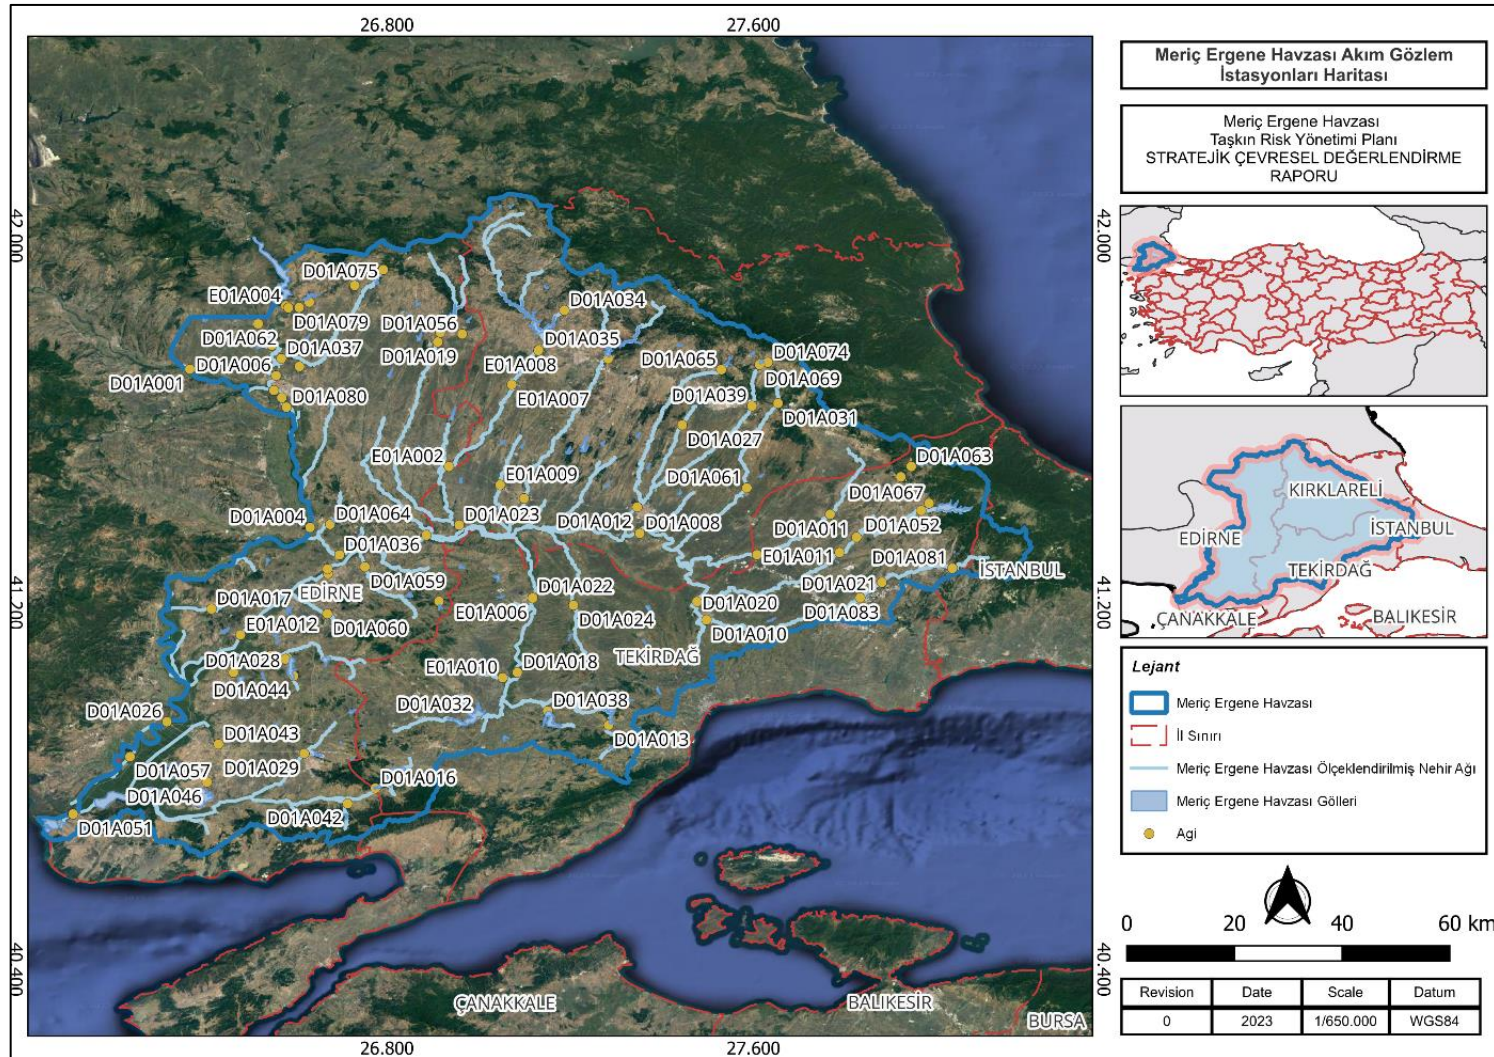 26.800
27.600
42.000
42.000
D01A075
E01A004
D01A079
D01A034
D01A062
D01A056
D01A037
D01A035
D01A006
D01A019
D01A074
D01A065
E01A008
D01A001
D01A069
D01A080
E01A007
D01A039
D01A031
D01A027
E01A002
D01A063
E01A009
D01A061
D01A067
D01A064
D01A004
D01A023
D01A012
D01A008
D01A011
D01A052
D01A036
E01A011
D01A081
İSTANBUL
D01A059
D01A022
D01A021
EDİRNE
D01A017
D01A020
D01A083
E01A006
D01A024
E01A012
D01A060
D01A010
D01A028
D01A018
TEKİRDAĞ
E01A010
D01A044
D01A032
D01A038
D01A026
D01A043
D01A013
D01A029
D01A057
D01A016
D01A046
D01A042
D01A051
41.200
41.200
40.400
40.400
ÇANAKKALE
BALIKESİR
BURSA
26.800
27.600
Meriç Ergene Havzası Akım Gözlem
İstasyonları Haritası
Meriç Ergene Havzası
Taşkın Risk Yönetimi Planı
STRATEJİK ÇEVRESEL DEĞERLENDİRME
RAPORU
KIRKLARELİ
İSTANBUL
EDİRNE
TEKİRDAĞ
ÇANAKKALE
BALIKESİR
Lejant
Meriç Ergene Havzası
İl Sınırı
Meriç Ergene Havzası Ölçeklendirilmiş Nehir Ağı
Meriç Ergene Havzası Gölleri
Agi
0 20 40 60 km
Revision Date Scale Datum
0 2023 1/650.000 WGS84